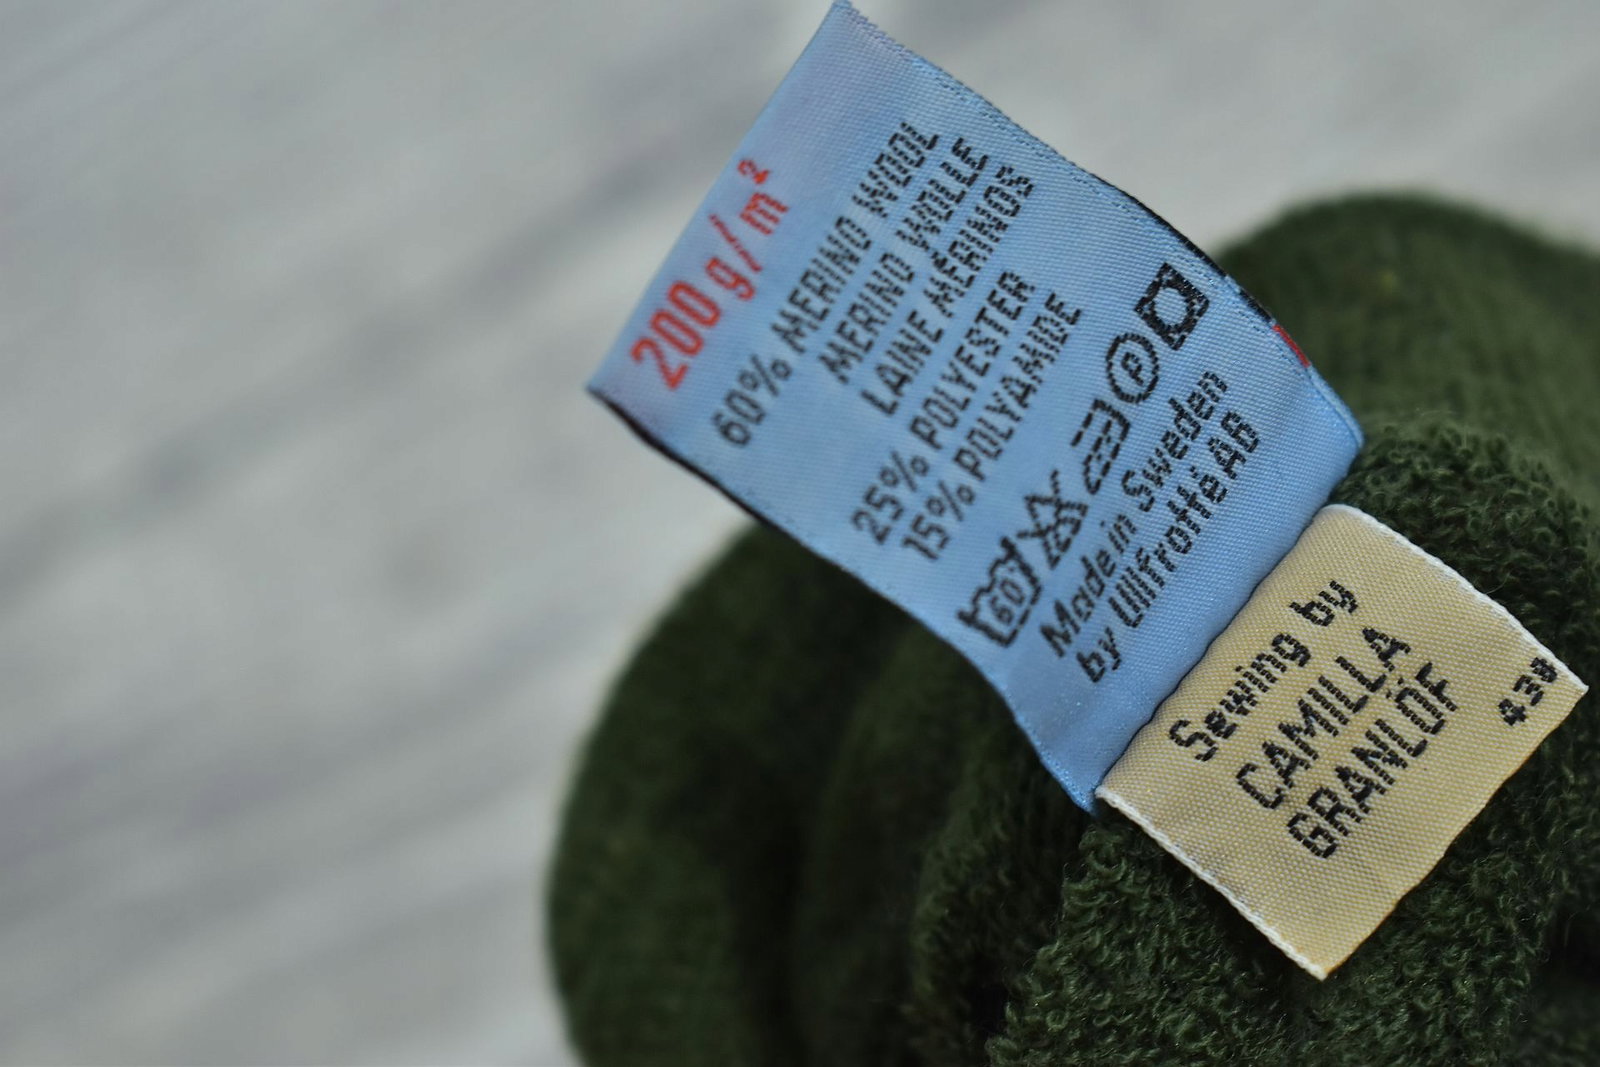 200 g/m²
60% MERINO WOOL
MERINO WOLLE
LAINE MÉRINOS
25% POLYESTER
15% POLYAMIDE
60 P
Made in Sweden
by Ullfrotté AB
Sewing by
CAMILLA
GRANLÖF
438